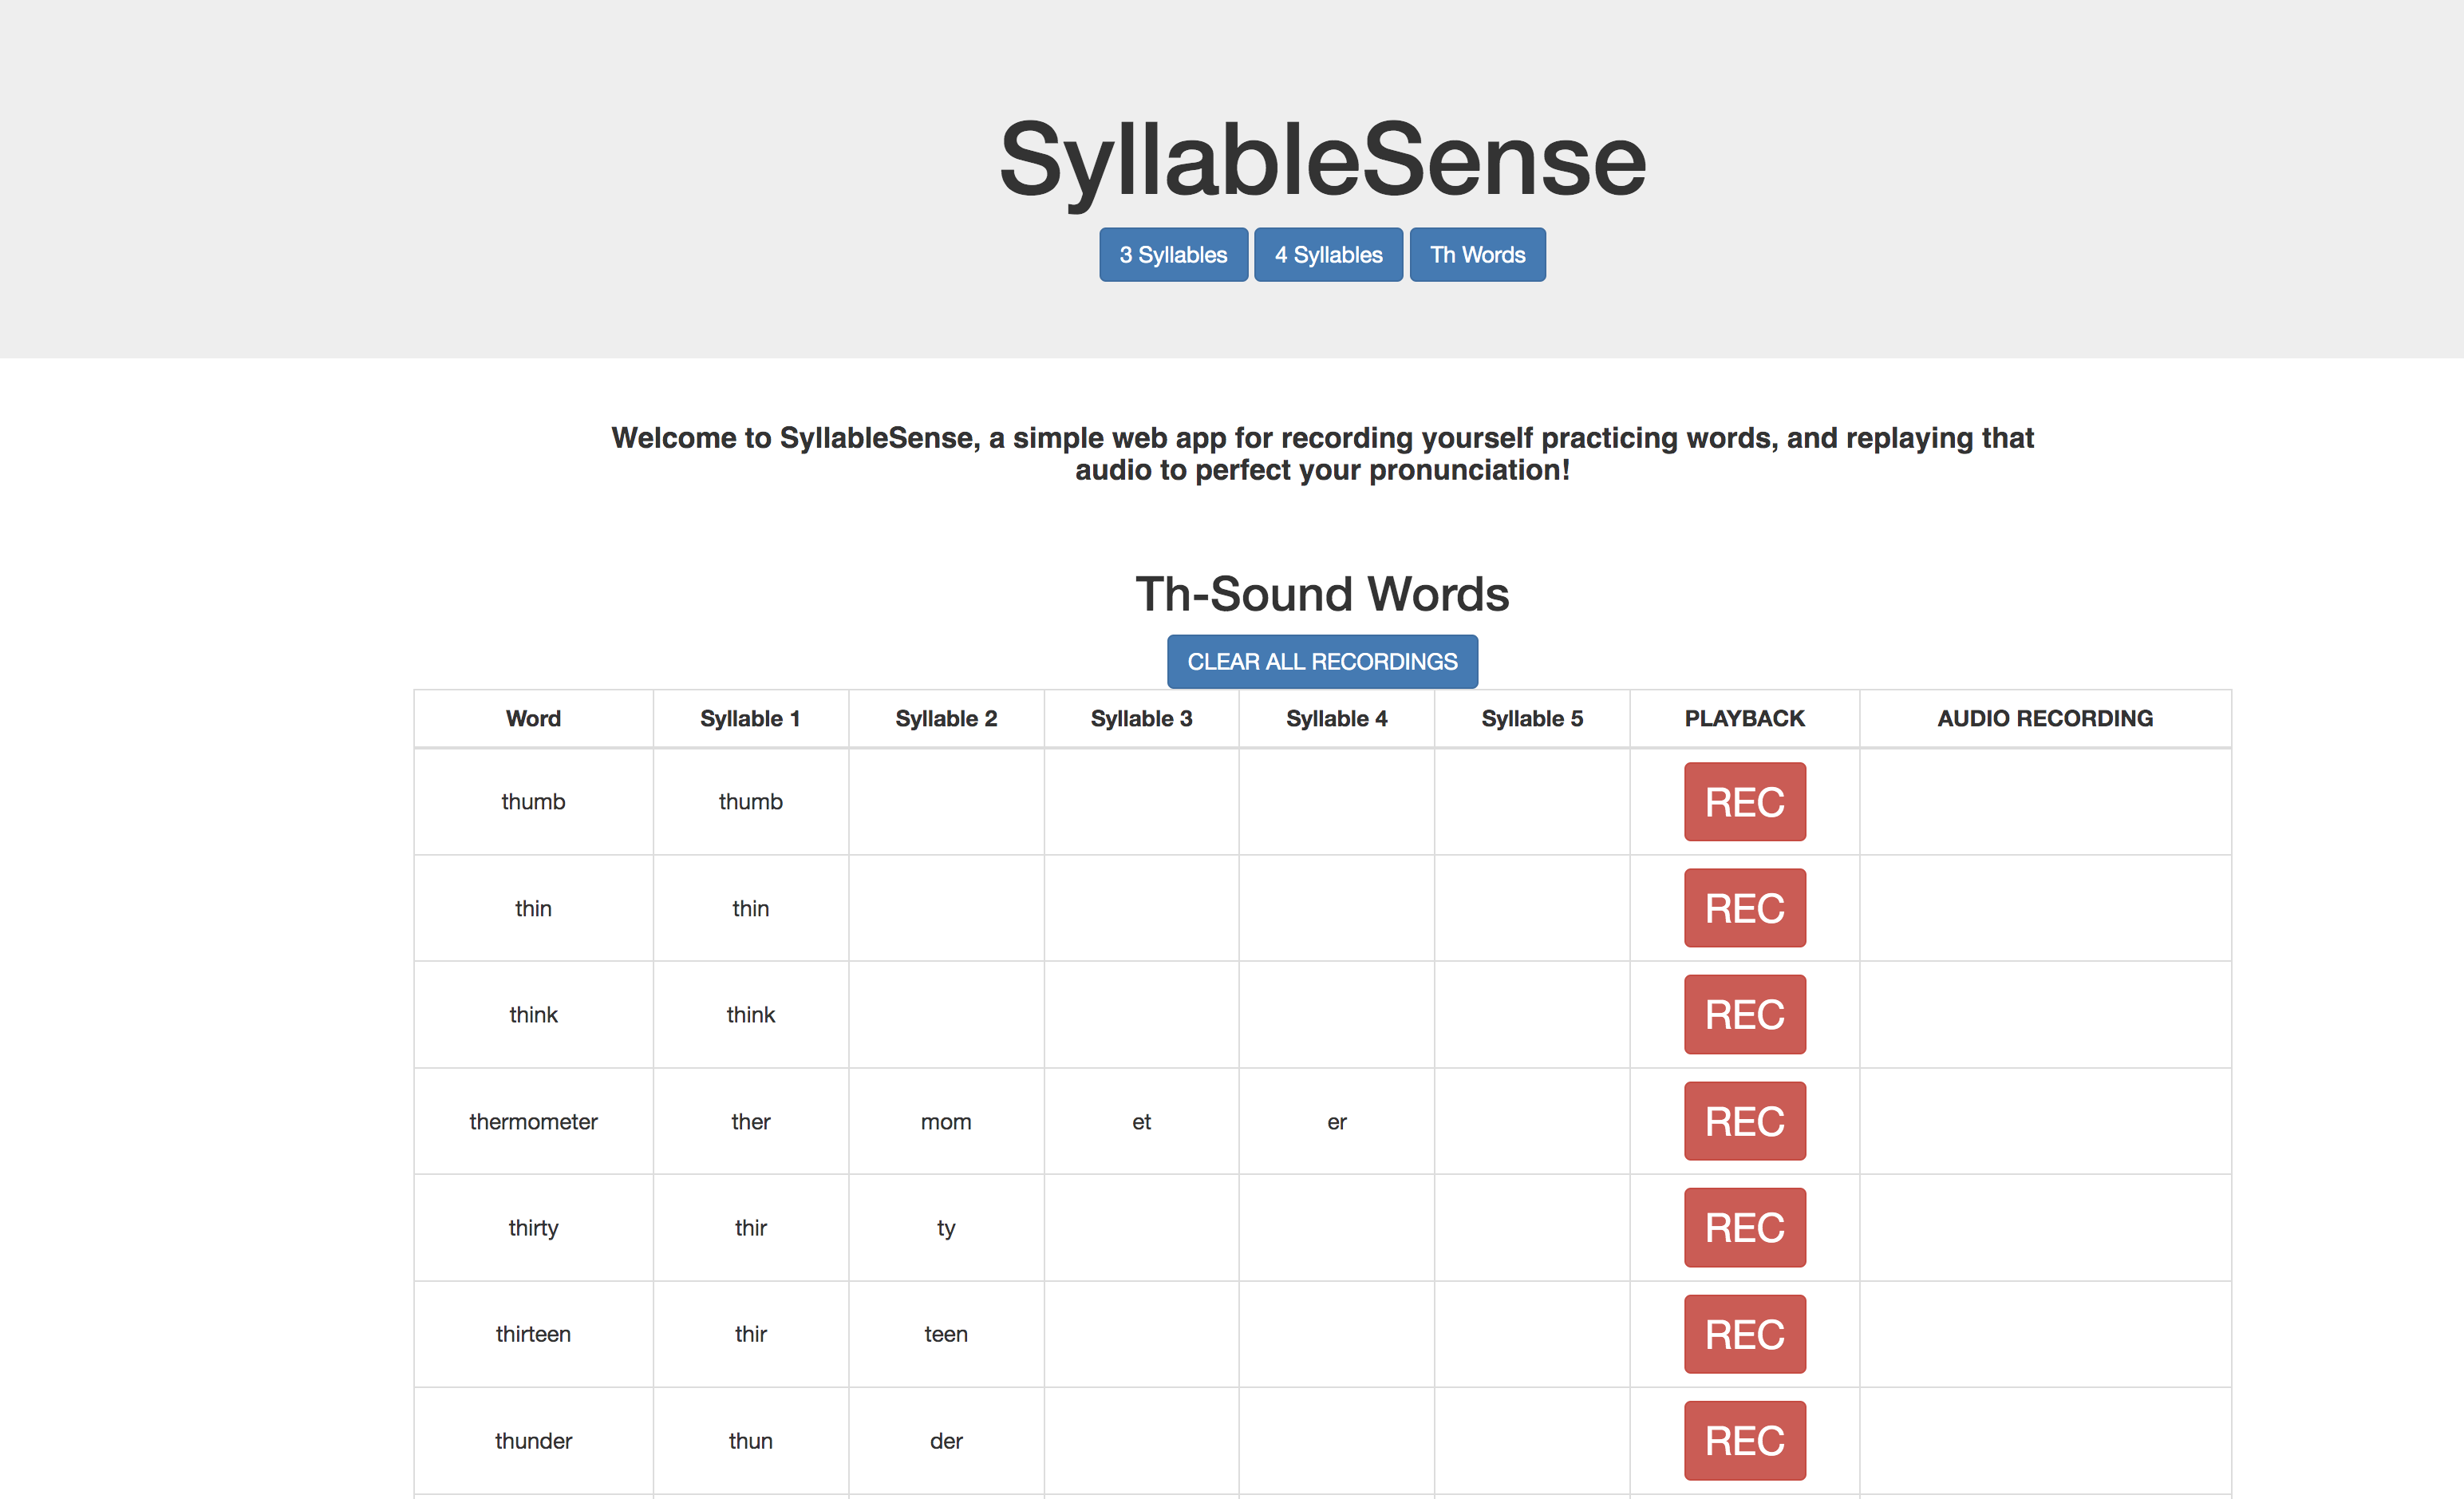 SyllableSense
3 Syllables 4 Syllables Th Words
Welcome to SyllableSense, a simple web app for recording yourself practicing words, and replaying that
audio to perfect your pronunciation!
Th-Sound Words
CLEAR ALL RECORDINGS
Word Syllable 1 Syllable 2 Syllable 3 Syllable 4 Syllable 5 PLAYBACK AUDIO RECORDING
thumb thumb REC
thin thin REC
think think REC
thermometer ther mom et er REC
thirty thir ty REC
thirteen thir teen REC
thunder thun der REC